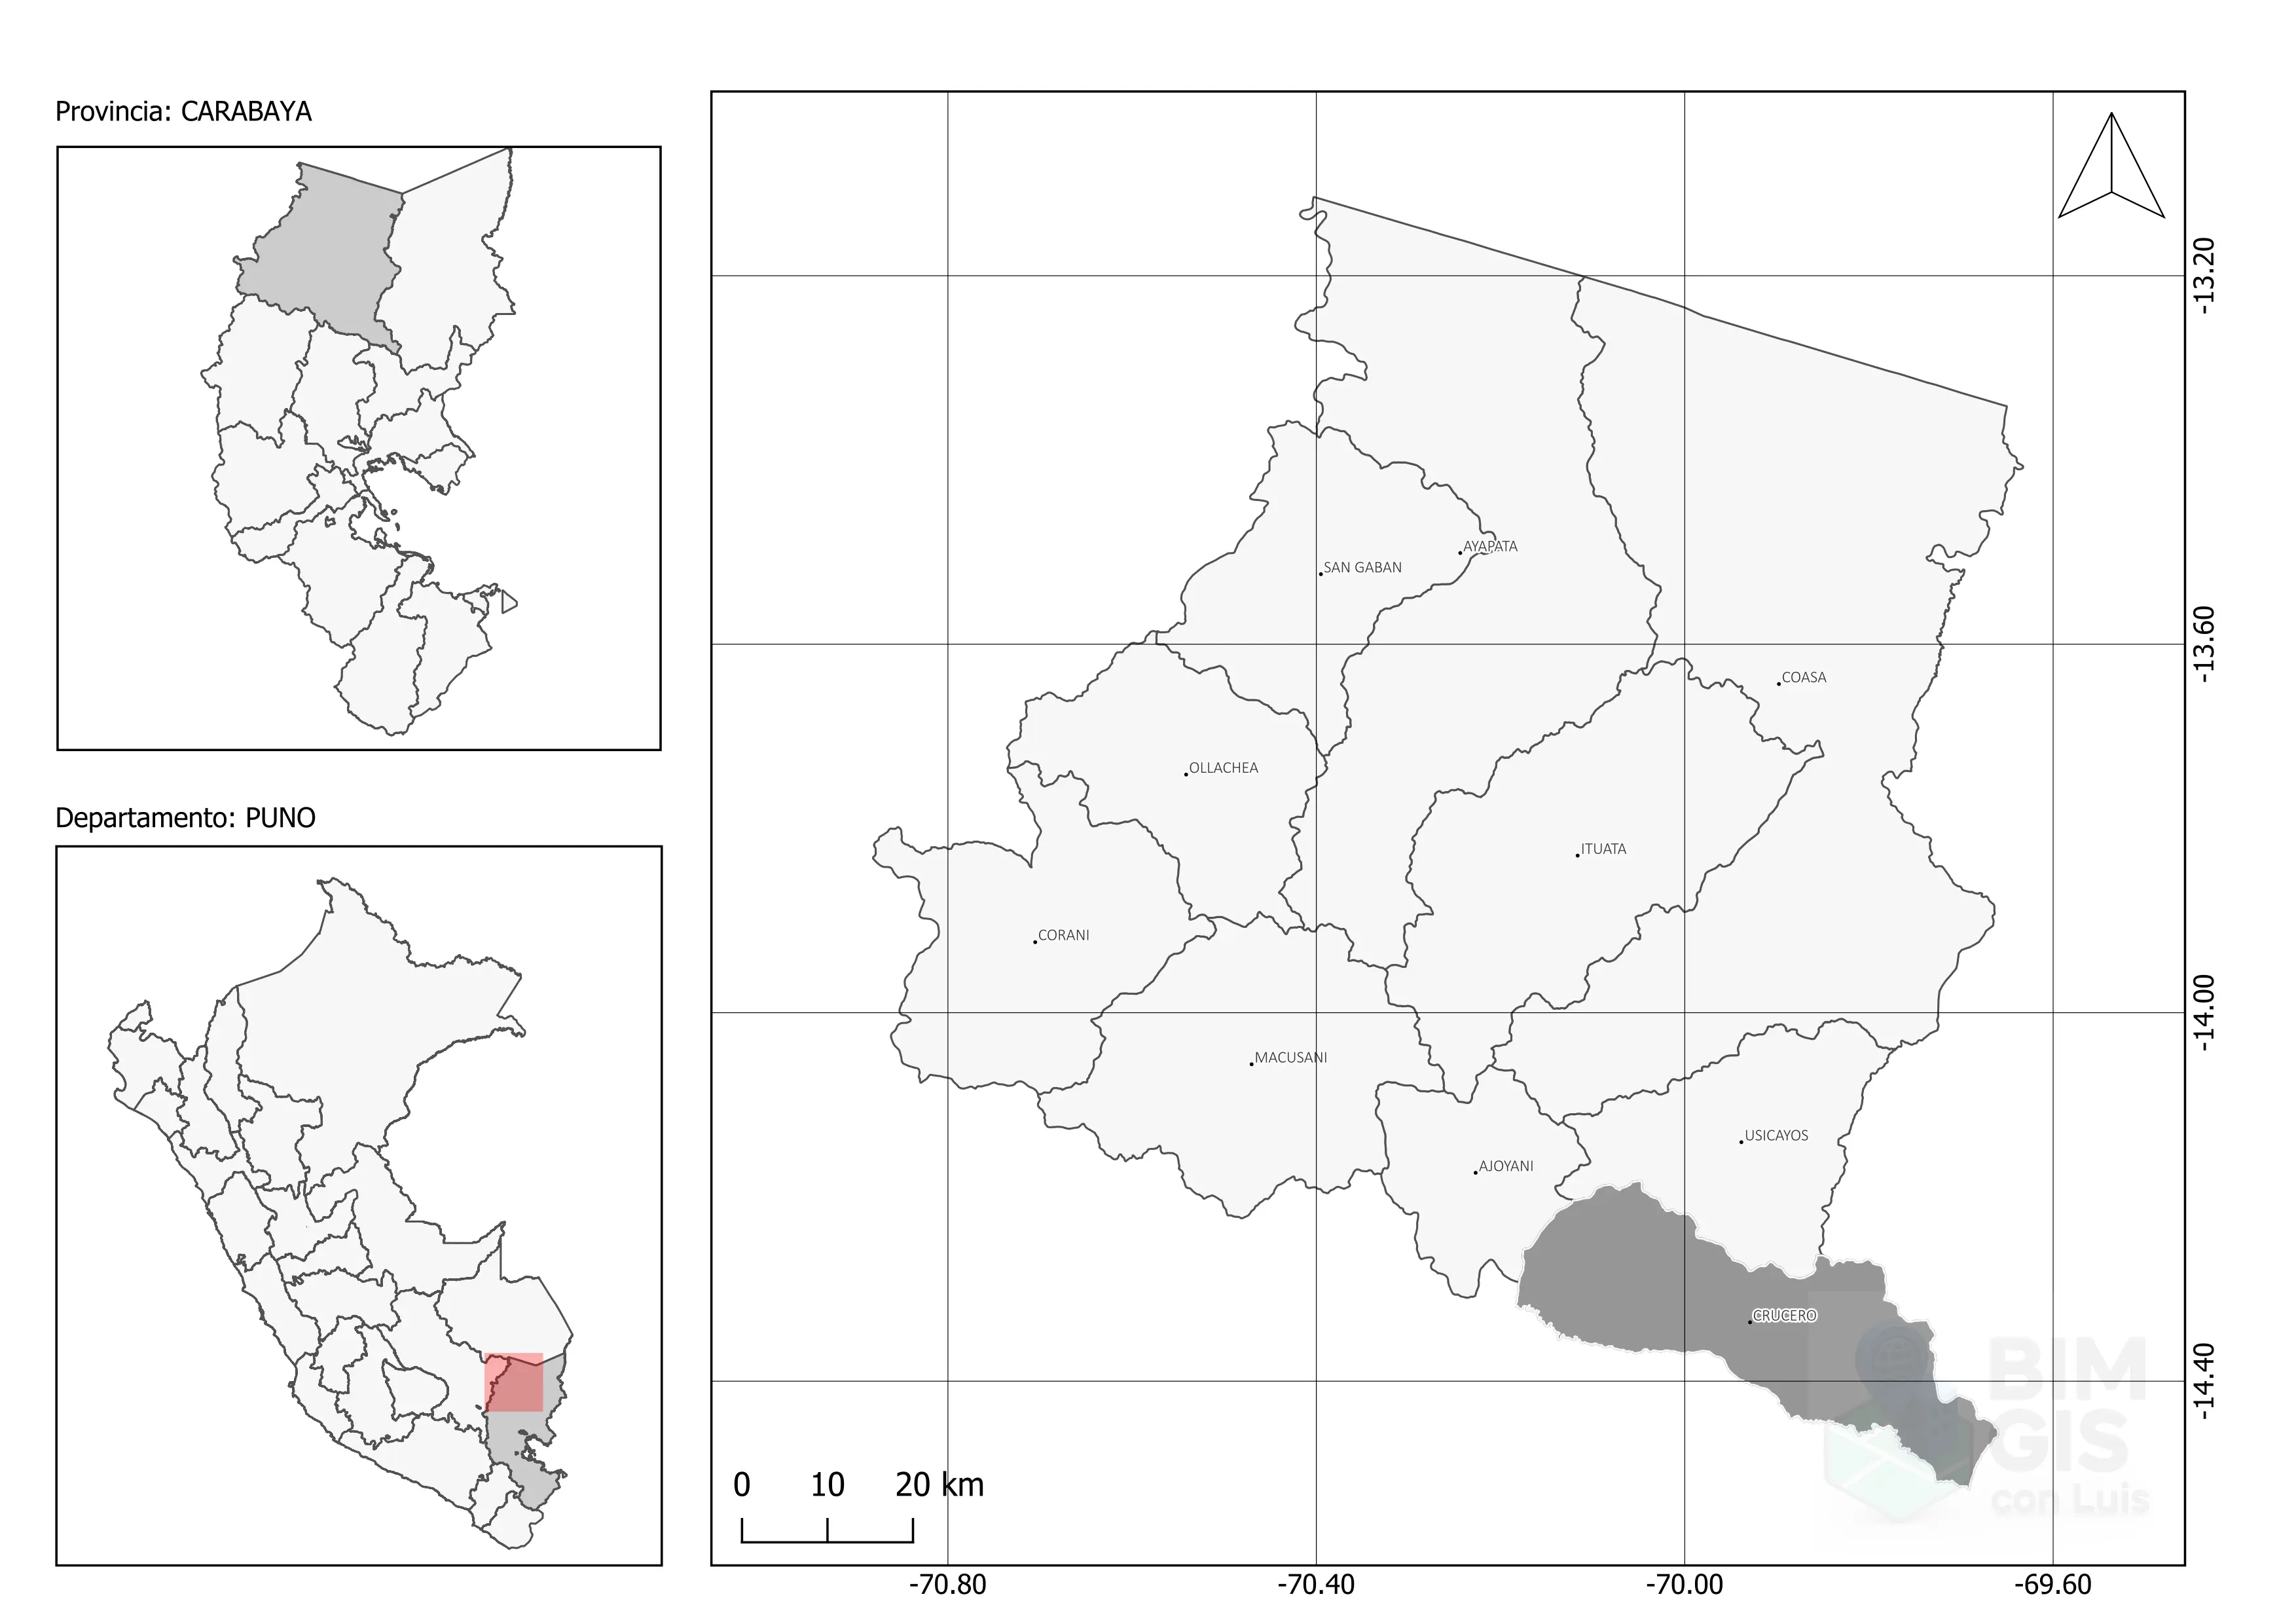 Provincia: CARABAYA
Departamento: PUNO
AYAPATA
SAN GABAN
COASA
OLLACHEA
ITUATA
CORANI
MACUSANI
USICAYOS
AJOYANI
CRUCERO
-13.20
-13.60
-14.00
-14.40
BIM
GIS
con Luis
0 10 20 km
-70.80 -70.40 -70.00 -69.60